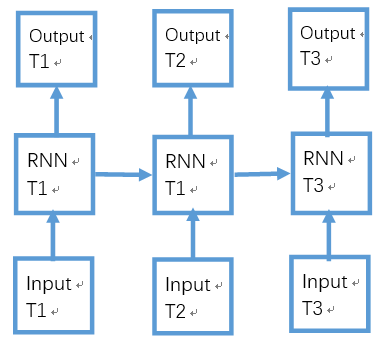 Output
T1
Output
T2
Output
T3
RNN
T1
RNN
T1
RNN
T3
Input
T1
Input
T2
Input
T3